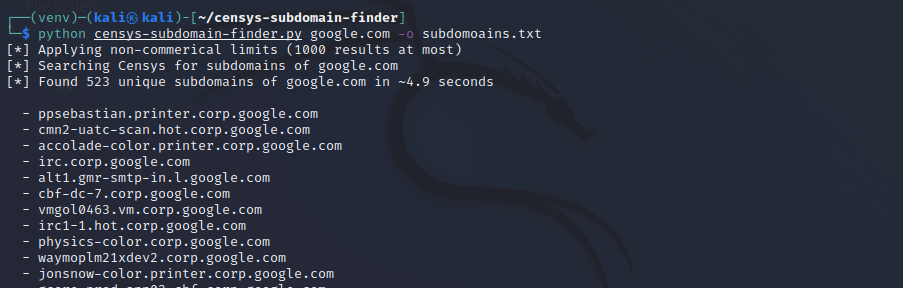 File System
┌──(venv)─(kali㉿kali)-[~/censys-subdomain-finder]
└─$ python censys-subdomain-finder.py google.com -o subdomoains.txt
[*] Applying non-commerical limits (1000 results at most)
[*] Searching Censys for subdomains of google.com
[*] Found 523 unique subdomains of google.com in ~4.9 seconds
- ppsebastian.printer.corp.google.com
- cmn2-uatc-scan.hot.corp.google.com
- accolade-color.printer.corp.google.com
- irc.corp.google.com
- alt1.gmr-smtp-in.l.google.com
- cbf-dc-7.corp.google.com
- vmgol0463.vm.corp.google.com
- irc1-1.hot.corp.google.com
- physics-color.corp.google.com
- waymoplm21xdev2.corp.google.com
- jonsnow-color.printer.corp.google.com